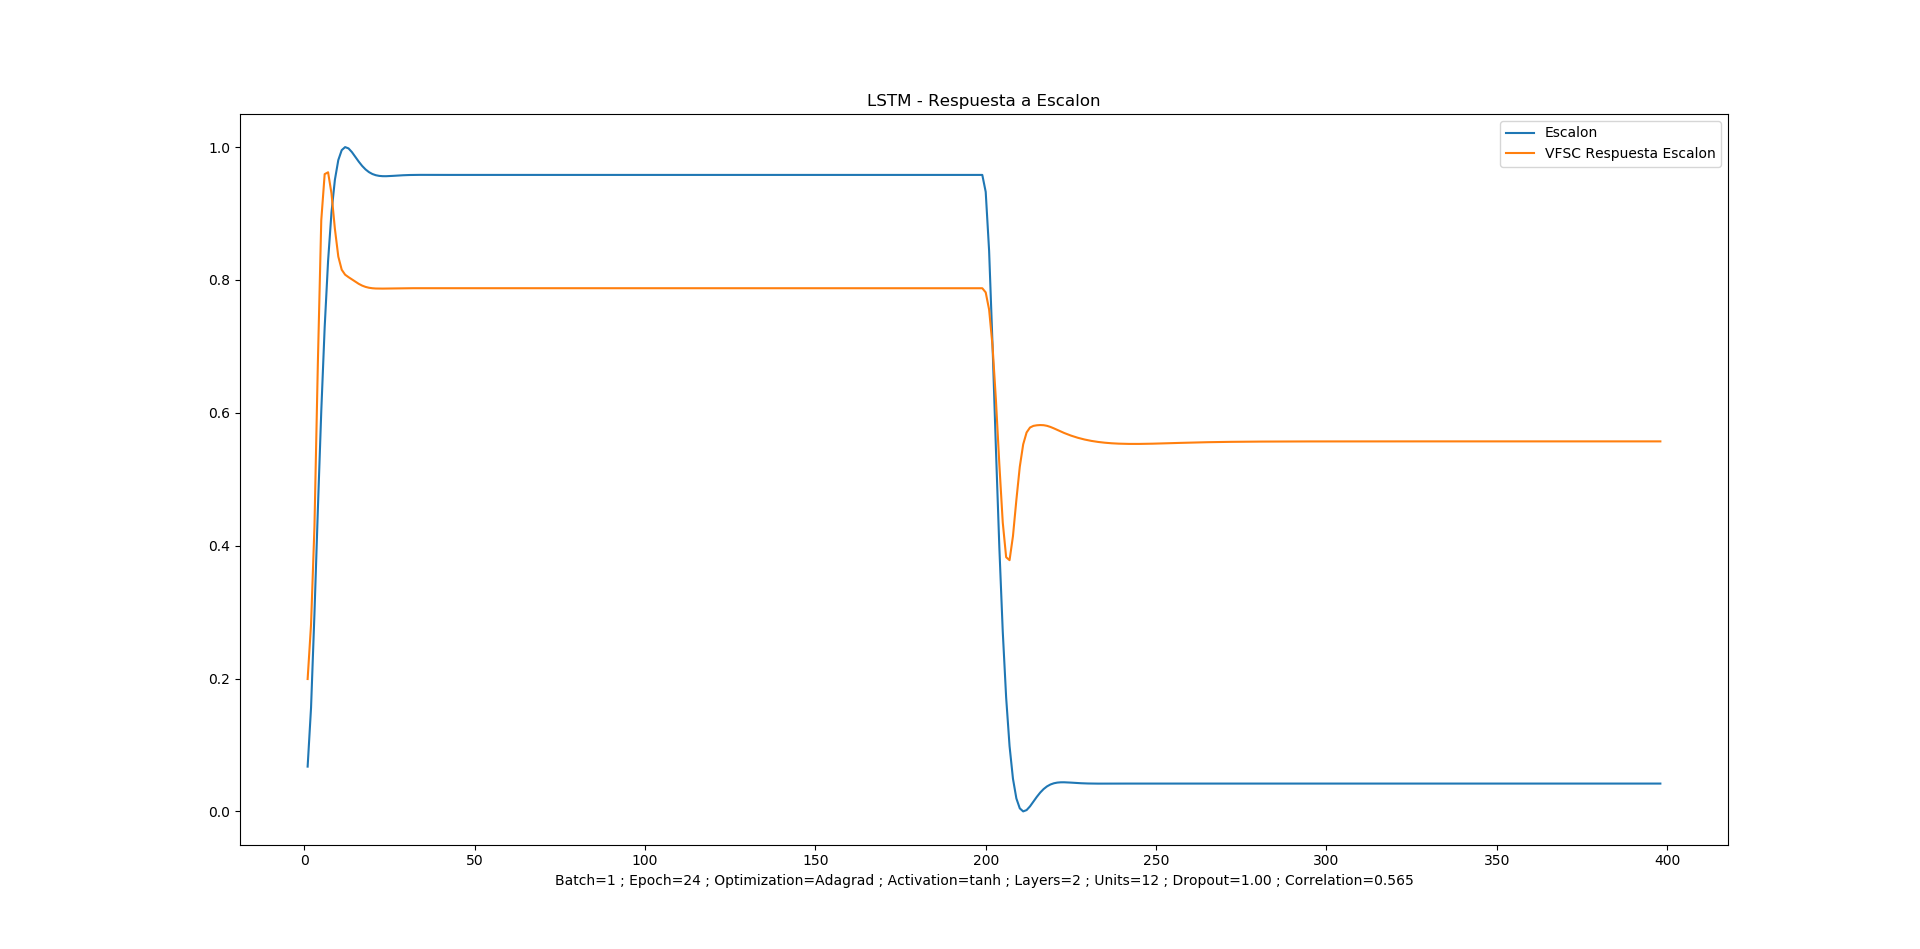 LSTM - Respuesta a Escalon
Escalon
VFSC Respuesta Escalon
1.0
0.8
0.6
0.4
0.2
0.0
0 50 100 150 200 250 300 350 400
Batch=1 ; Epoch=24 ; Optimization=Adagrad ; Activation=tanh ; Layers=2 ; Units=12 ; Dropout=1.00 ; Correlation=0.565